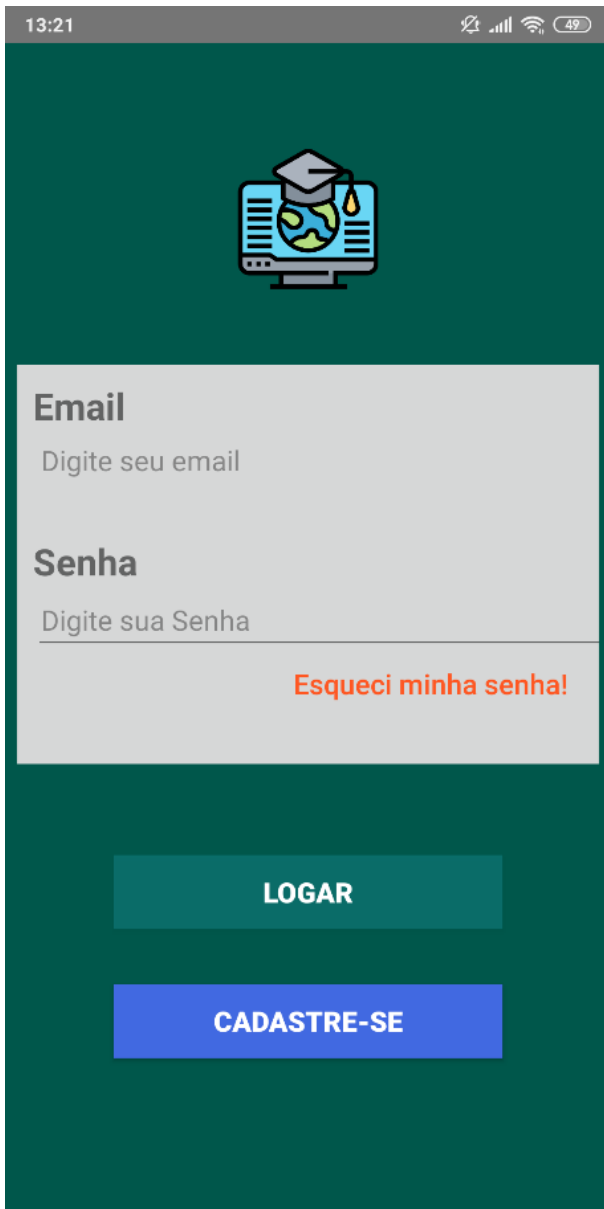 13:21
49
Email
Digite seu email
Senha
Digite sua Senha
Esqueci minha senha!
LOGAR
CADASTRE-SE